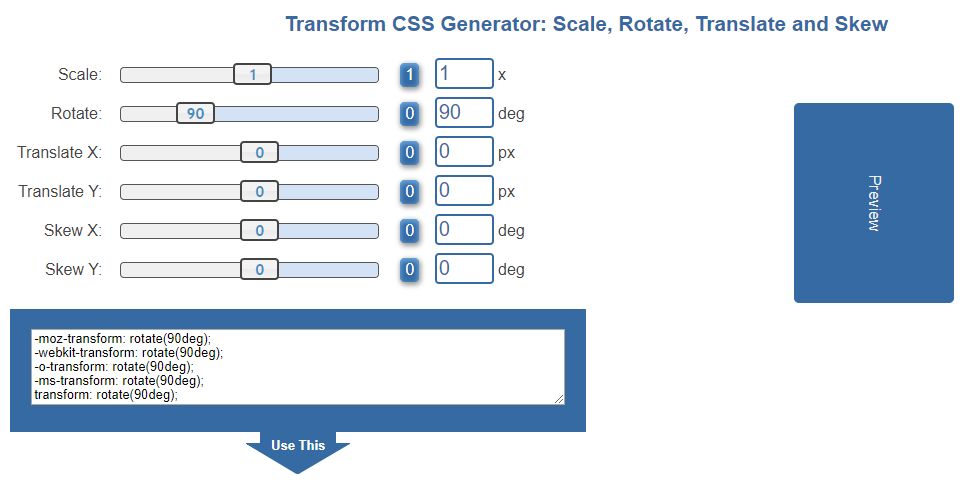 Transform CSS Generator: Scale, Rotate, Translate and Skew
Scale: 1 1 1 x
Rotate: 90 0 90 deg
Translate X: 0 0 0 px
Translate Y: 0 0 0 px
Skew X: 0 0 0 deg
Skew Y: 0 0 0 deg
Preview
-moz-transform: rotate(90deg);
-webkit-transform: rotate(90deg);
-o-transform: rotate(90deg);
-ms-transform: rotate(90deg);
transform: rotate(90deg);
Use This